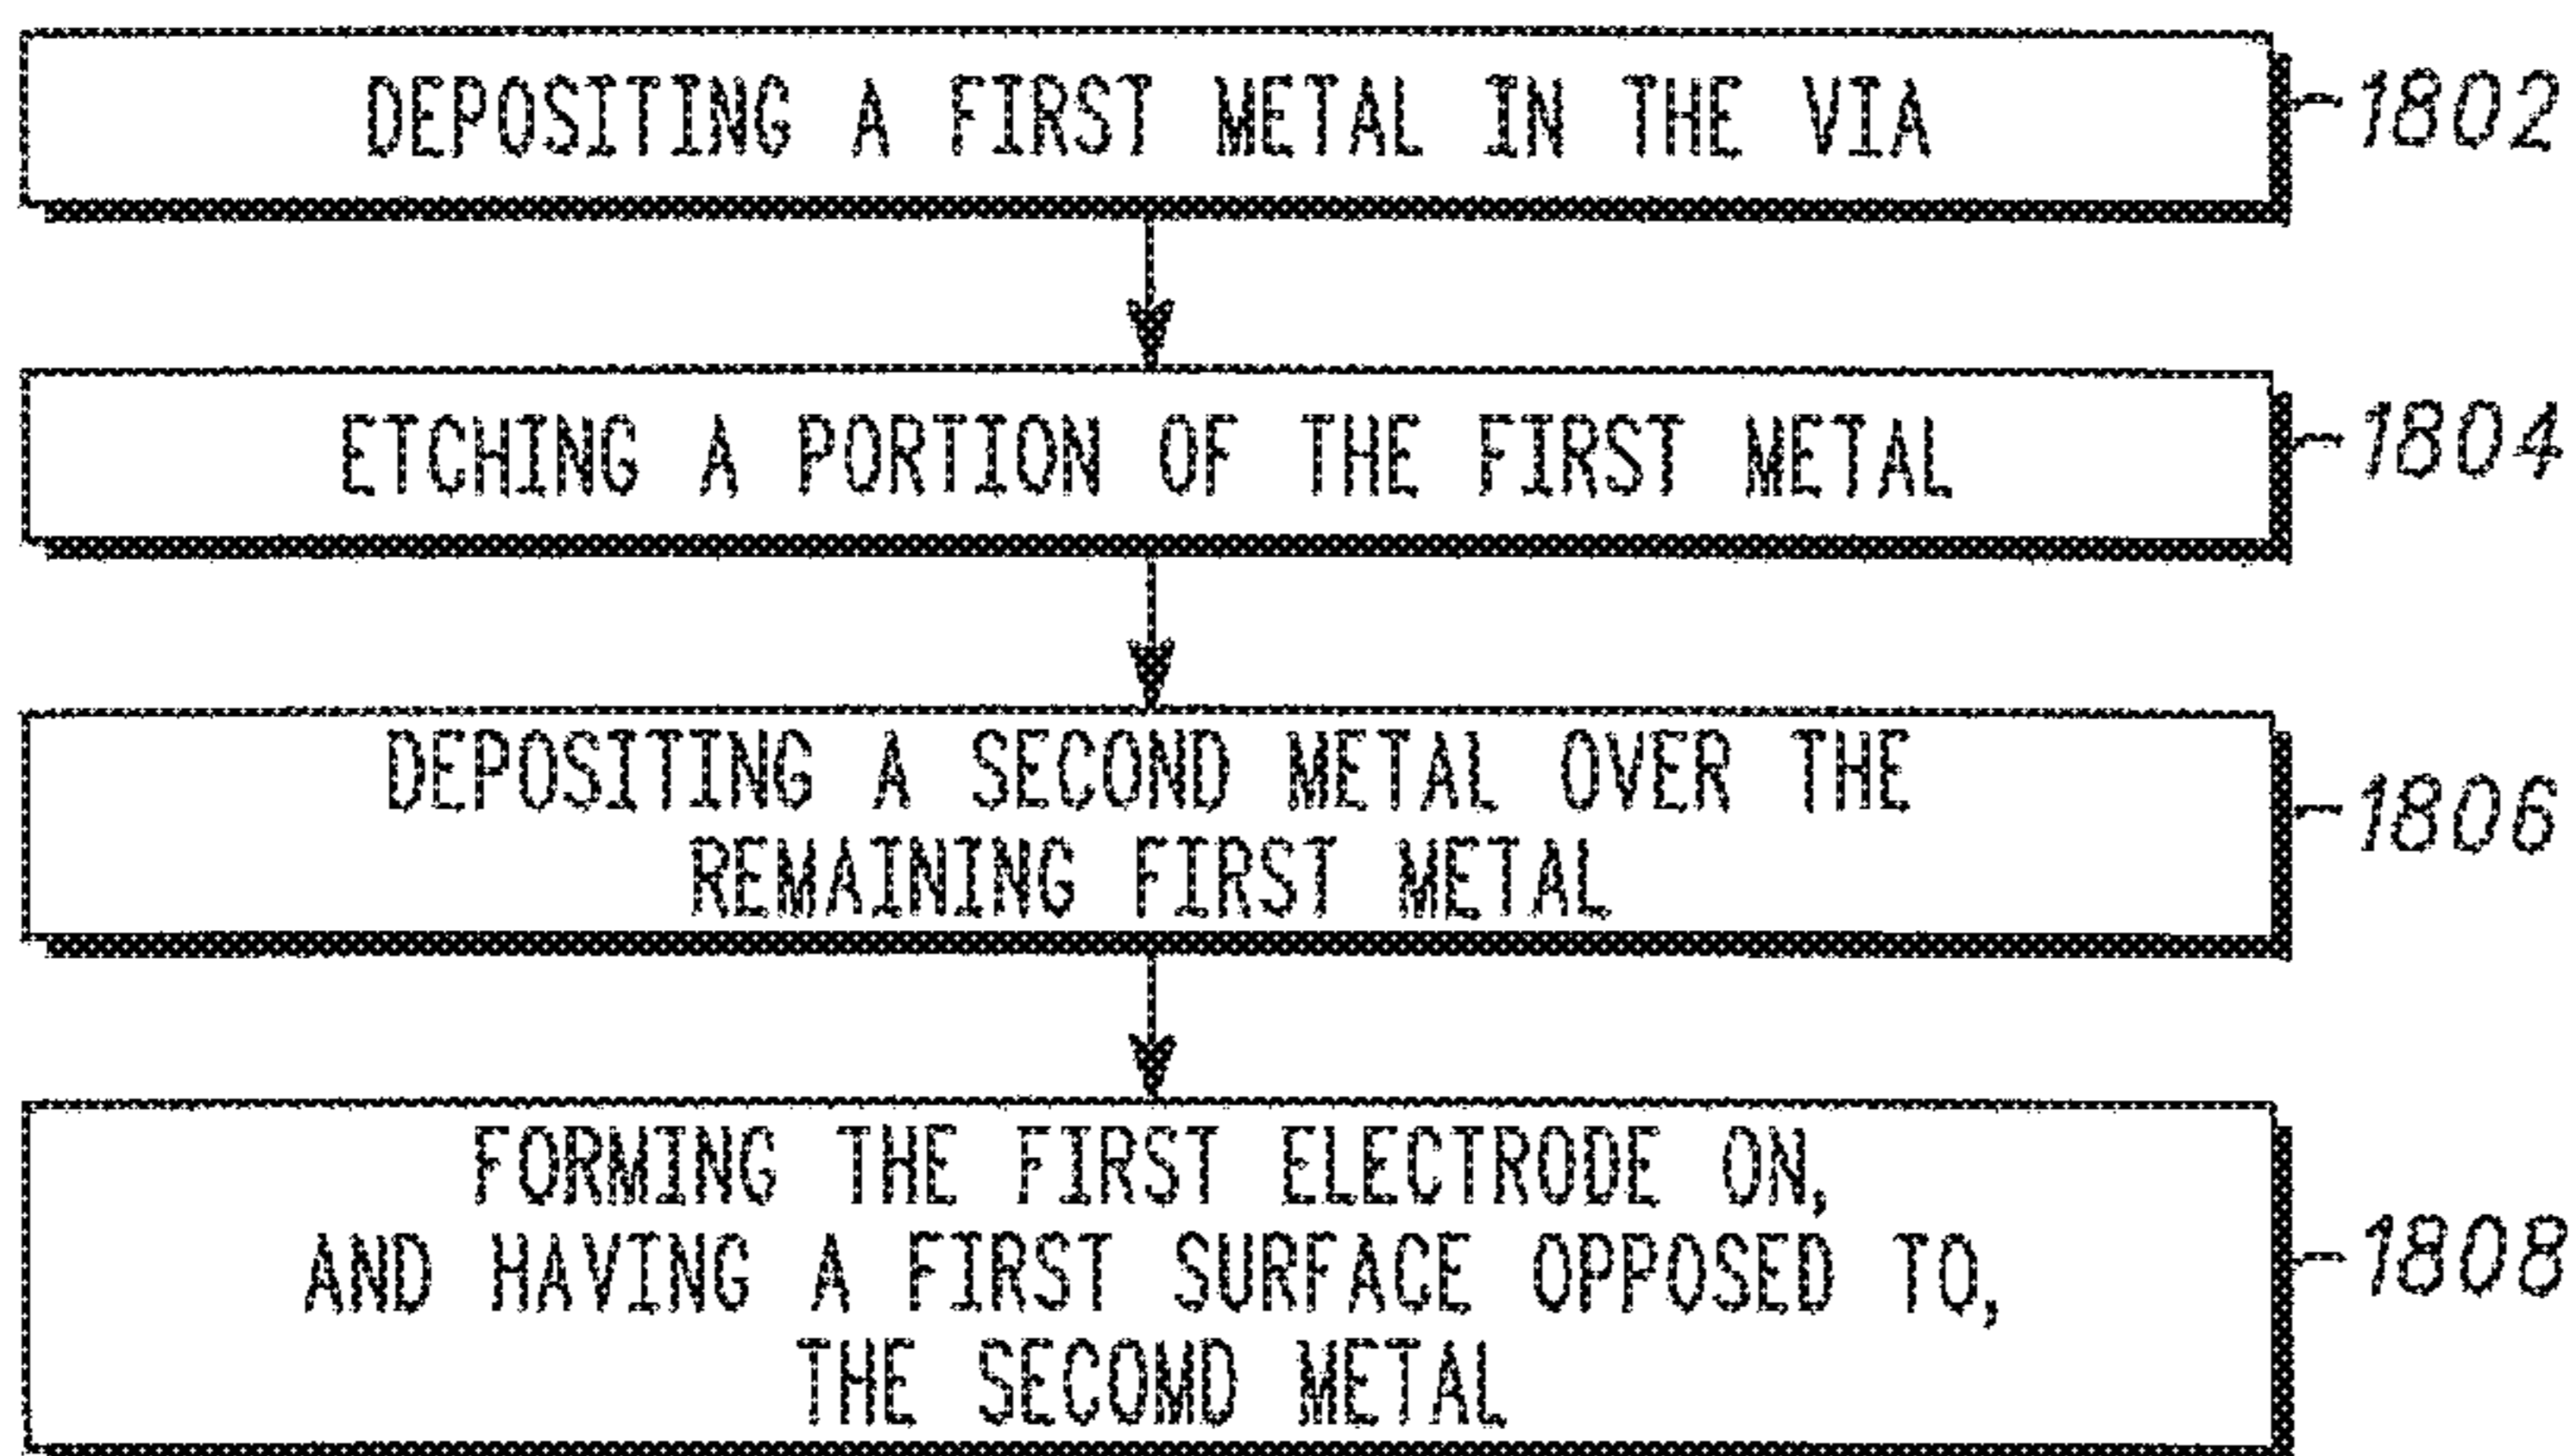 DEPOSITING A FIRST METAL IN THE VIA
1802
ETCHING A PORTION OF THE FIRST METAL
1804
DEPOSITING A SECOND METAL OVER THE
REMAINING FIRST METAL
1806
FORMING THE FIRST ELECTRODE ON,
AND HAVING A FIRST SURFACE OPPOSED TO,
THE SECOMD METAL
1808